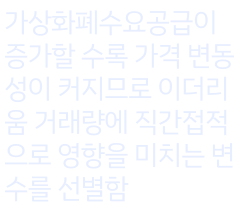 가상화폐수요공급이
증가할 수록 가격 변동
성이 커지므로 이더리
움 거래량에 직간접적
으로 영향을 미치는 변
수를 선별함